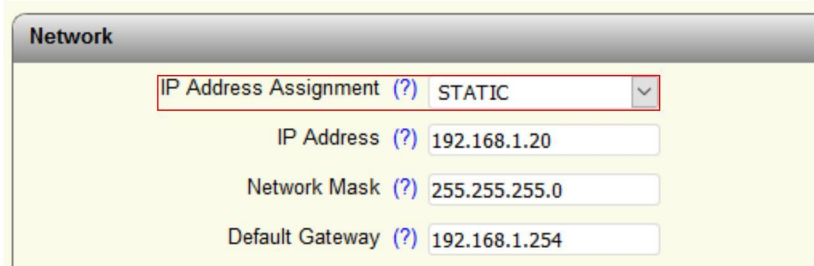 Network
IP Address Assignment (?) STATIC
IP Address (?) 192.168.1.20
Network Mask (?) 255.255.255.0
Default Gateway (?) 192.168.1.254